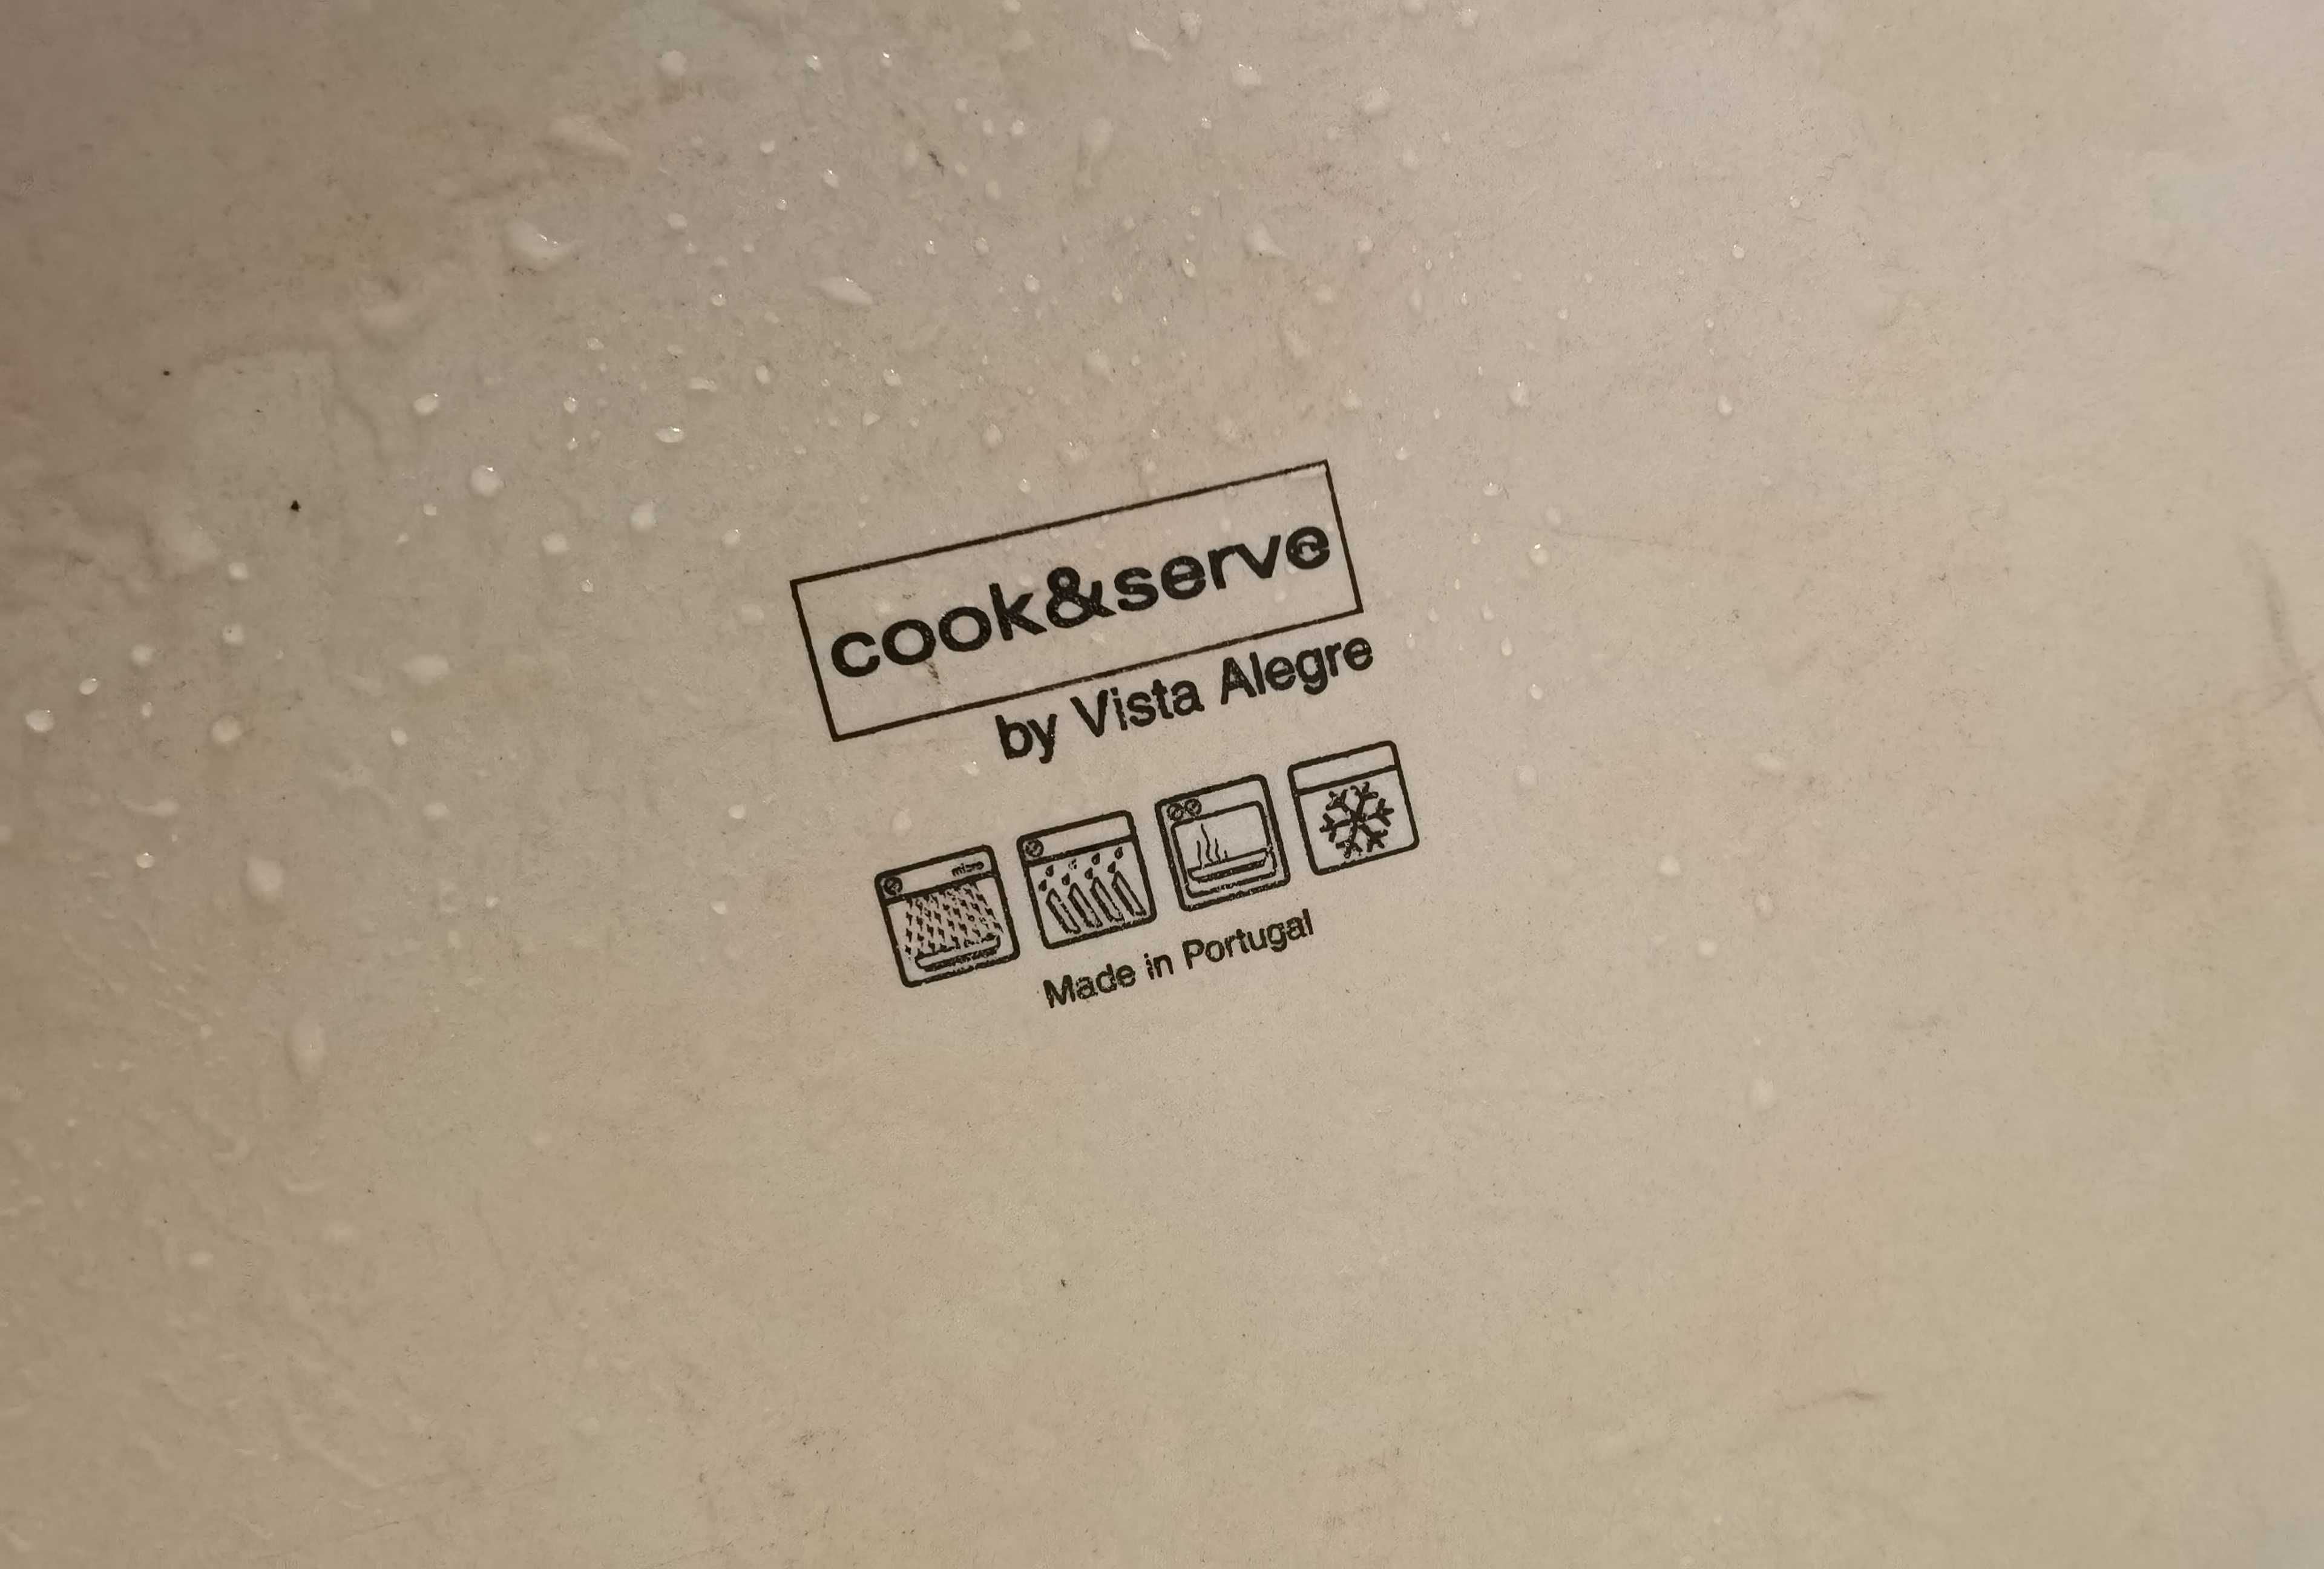 cook&serve
by Vista Alegre
micro
Made in Portugal